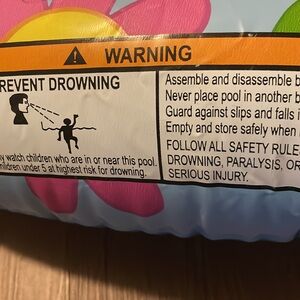 WARNING
REVENT DROWNING
y watch children who are in or near this pool.
children under 5 at highest risk for drowning.
Assemble and disassemble b
Never place pool in another b
Guard against slips and falls i
Empty and store safely when
FOLLOW ALL SAFETY RULE
DROWNING, PARALYSIS, OR
SERIOUS INJURY.